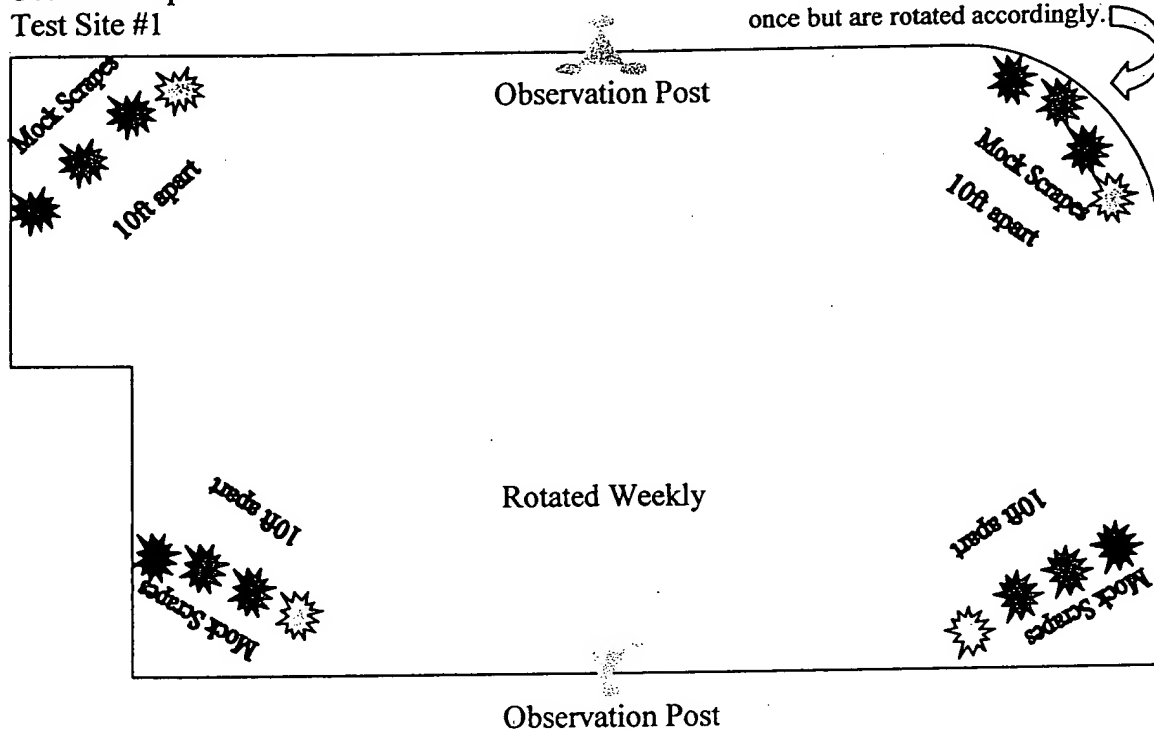 Test Site #1
once but are rotated accordingly.
Observation Post
Mock Scrapes
10ft apart
Mock Scrapes
10ft apart
Rotated Weekly
10ft apart
Mock Scrapes
10ft apart
Mock Scrapes
Observation Post